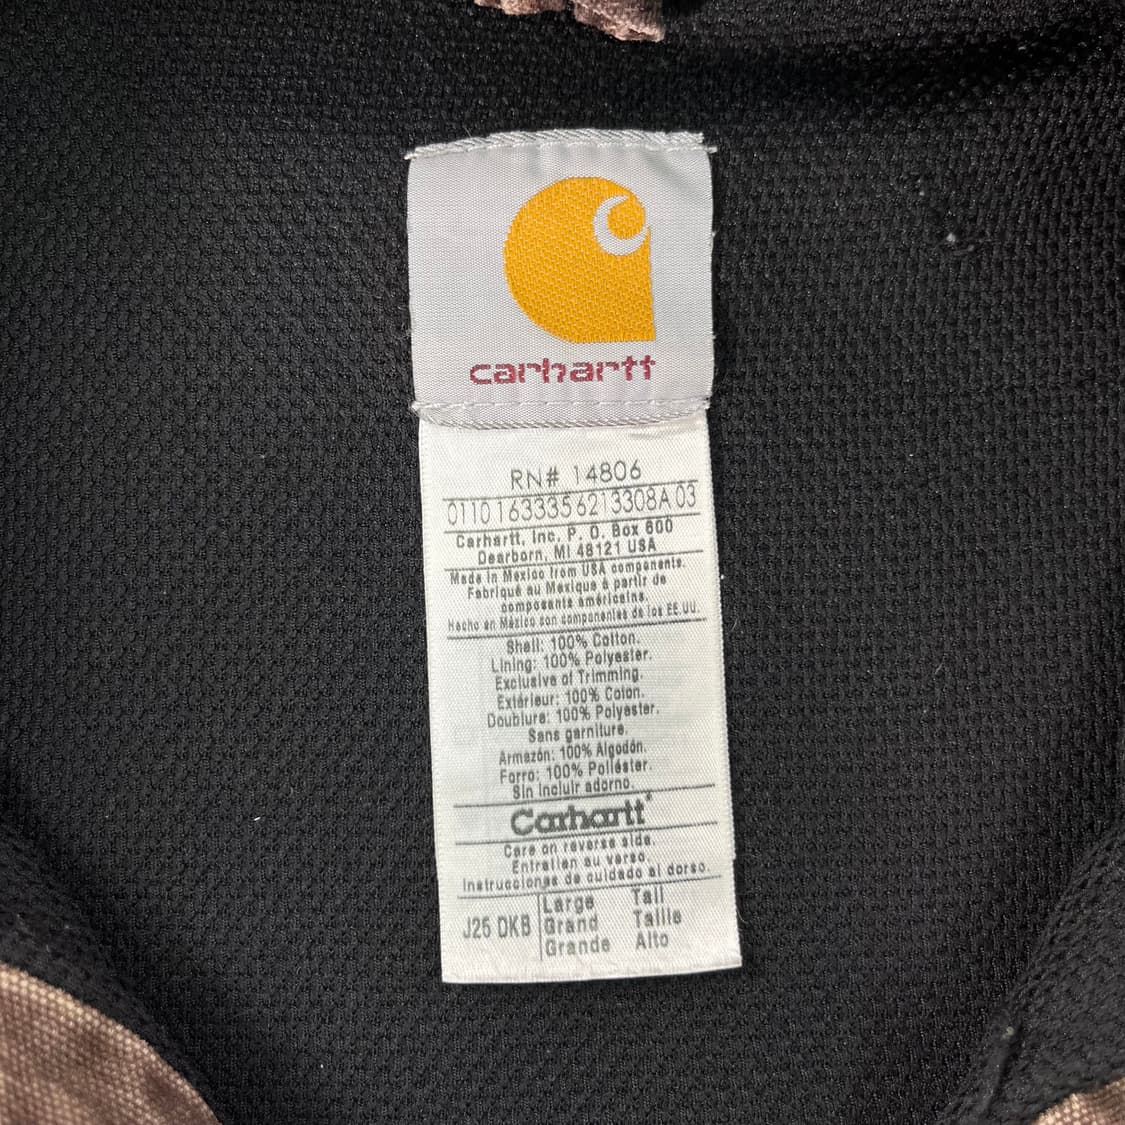 carhartt
RN# 14806
01101633356213308A 03
Carhartt, Inc. P. O. Box 600
Dearborn, MI 48121 USA
Made in Mexico from USA components.
Fabriqué au Mexique à partir de
composants américains.
Hecho en México con componentes de los EE.UU.
Shell: 100% Cotton.
Lining: 100% Polyester.
Exclusive of Trimming.
Extérieur: 100% Coton.
Doublure: 100% Polyester.
Sans garniture.
Armazón: 100% Algodón.
Forro: 100% Poliéster.
Sin incluir adorno.
Carhartt®
Care on reverse side.
Entretien au verso.
Instrucciones de cuidado al dorso.
J25 DKB Large Tall
Grand Taille
Grande Alto